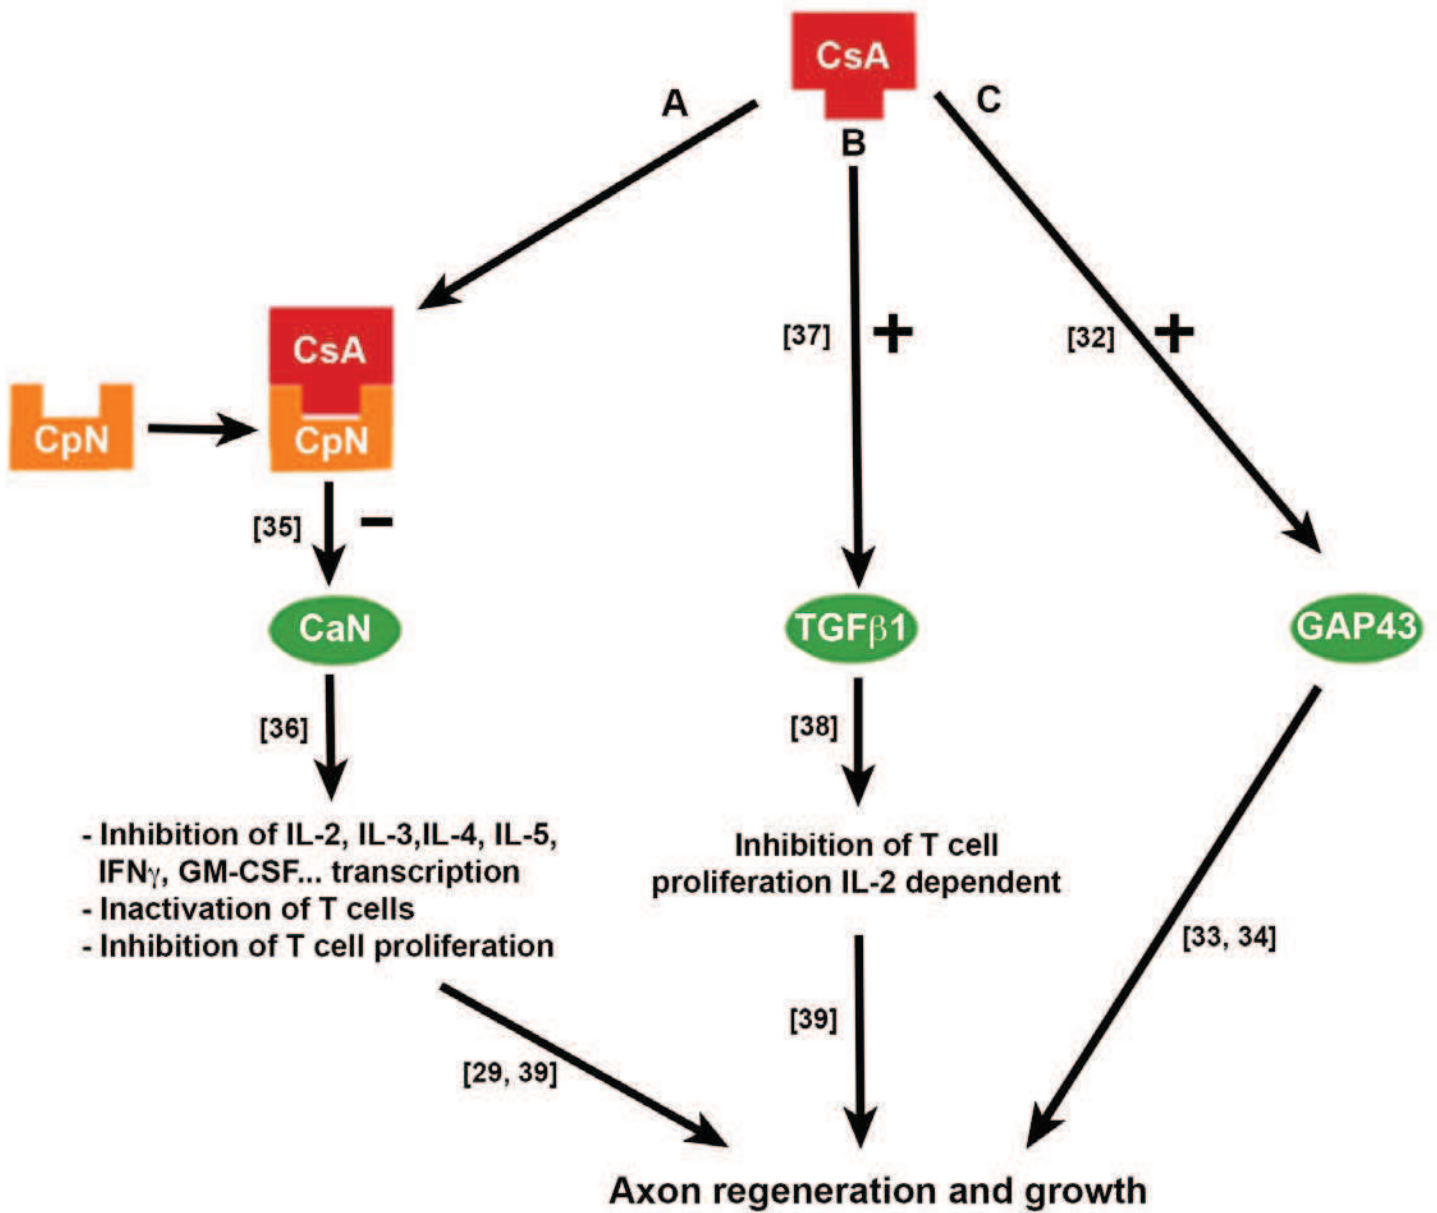 CsA
A
C
B
CsA
[37]
+
[32]
+
CpN
CpN
[35]
-
CaN
TGFβ1
GAP43
[36]
[38]
- Inhibition of IL-2, IL-3,IL-4, IL-5,
IFNγ, GM-CSF... transcription
- Inactivation of T cells
- Inhibition of T cell proliferation
Inhibition of T cell
proliferation IL-2 dependent
[33, 34]
[39]
[29, 39]
Axon regeneration and growth